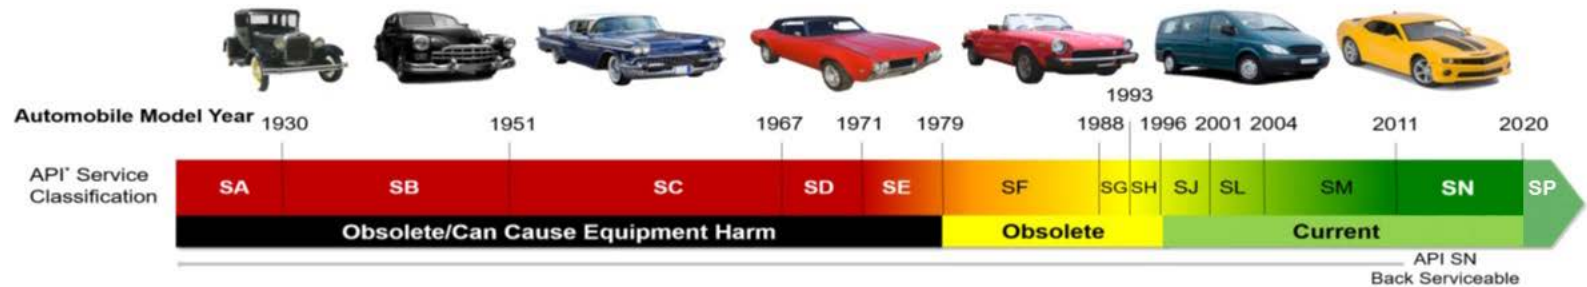 1993
Automobile Model Year 1930 1951 1967 1971 1979 1988 1996 2001 2004 2011 2020
API* Service
Classification
SA SB SC SD SE SF SG SH SJ SL SM SN SP
Obsolete/Can Cause Equipment Harm Obsolete Current
API SN
Back Serviceable